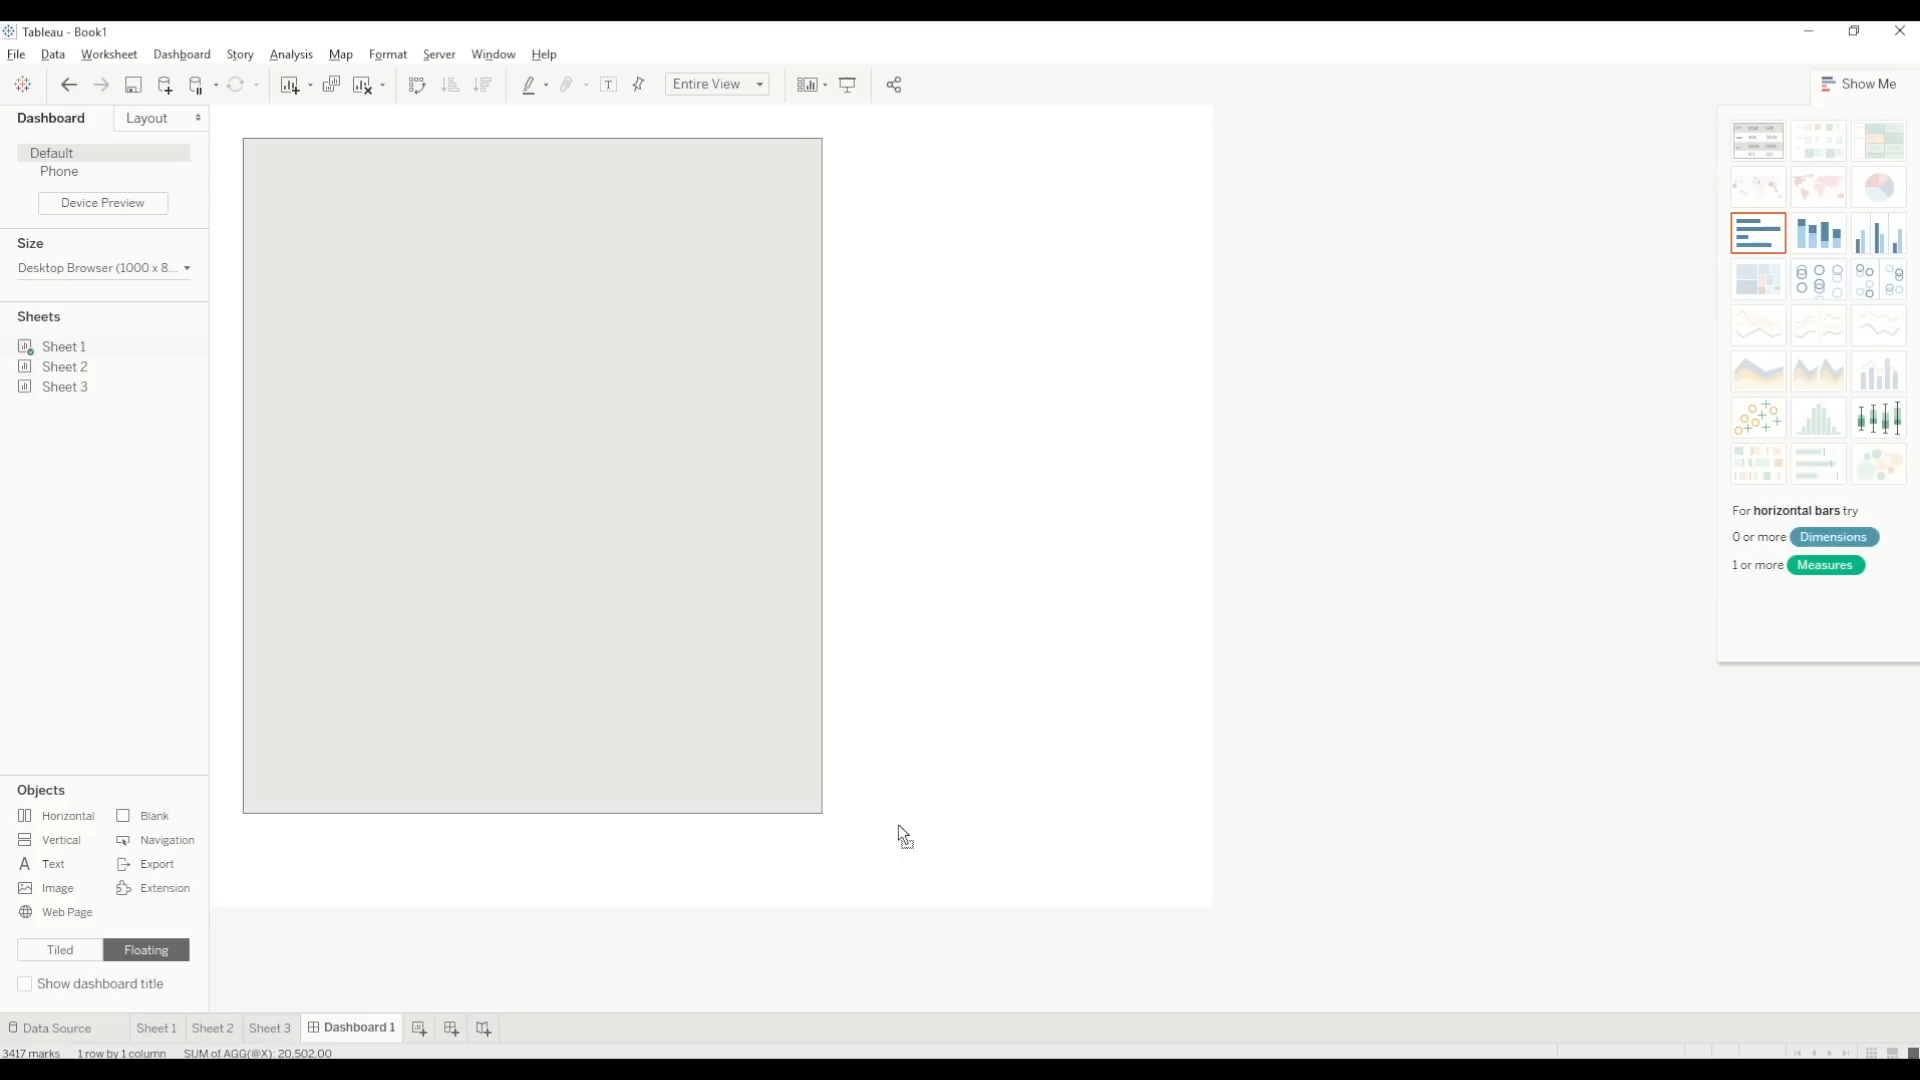 Tableau - Book1
File Data Worksheet Dashboard Story Analysis Map Format Server Window Help
Entire View
Show Me
Dashboard Layout
Default
Phone
Device Preview
Size
Desktop Browser (1000 x 8...
Sheets
Sheet 1
Sheet 2
Sheet 3
For horizontal bars try
0 or more Dimensions
1 or more Measures
Objects
Horizontal Blank
Vertical Navigation
Text Export
Image Extension
Web Page
Tiled Floating
Show dashboard title
Data Source Sheet 1 Sheet 2 Sheet 3 Dashboard 1
3417 marks 1 row by 1 column SUM of AGG(@X): 20,502.00